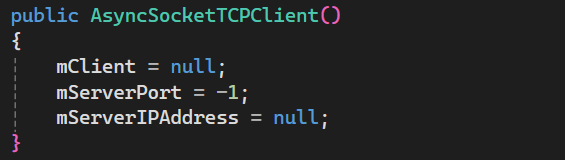 public AsyncSocketTCPClient()
{
    mClient = null;
    mServerPort = -1;
    mServerIPAddress = null;
}